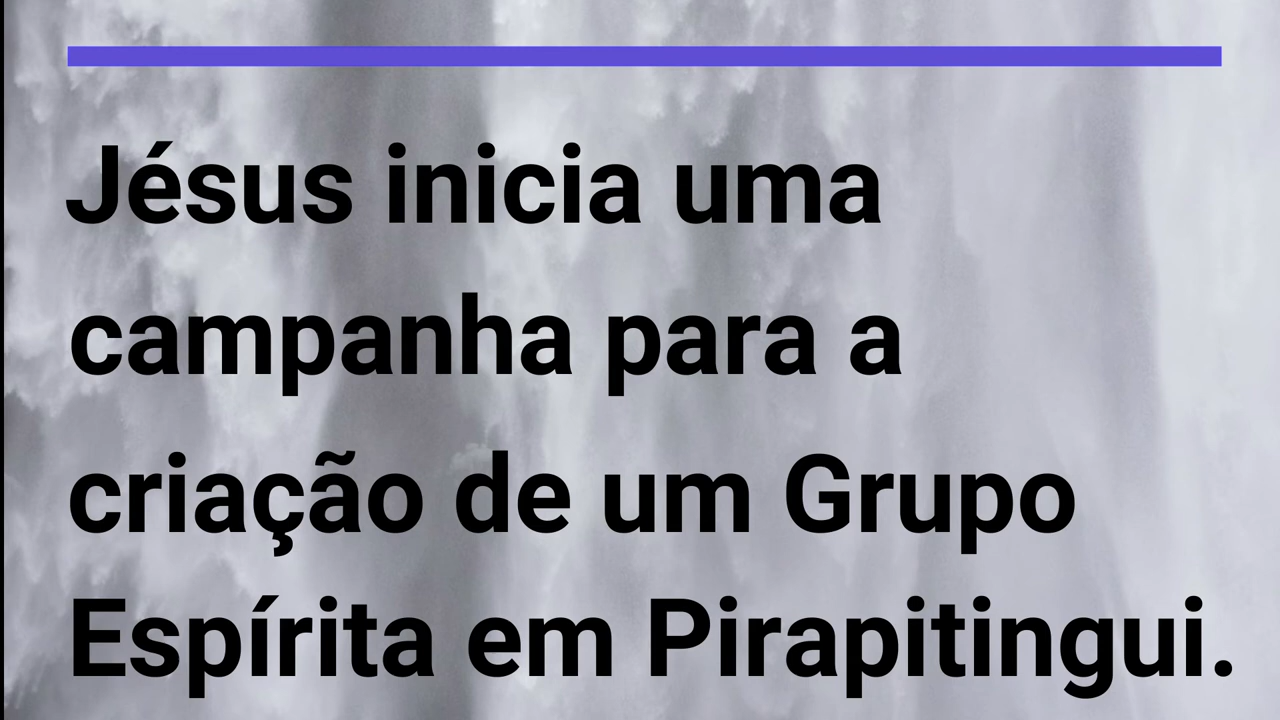 Jésus inicia uma
campanha para a
criação de um Grupo
Espírita em Pirapitingui.